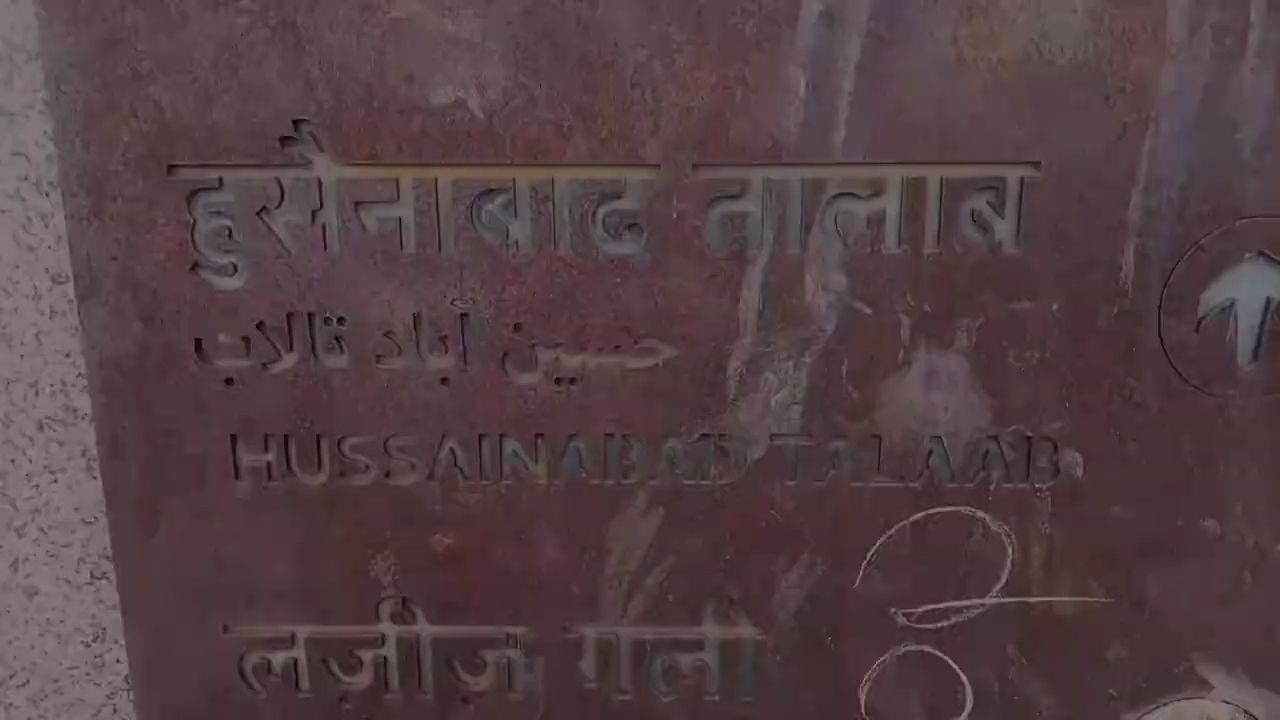 हुसैनाबाद तालाब
حسین آباد تالاب
HUSSAINABAD TALAAB
लज़ीज़ गली